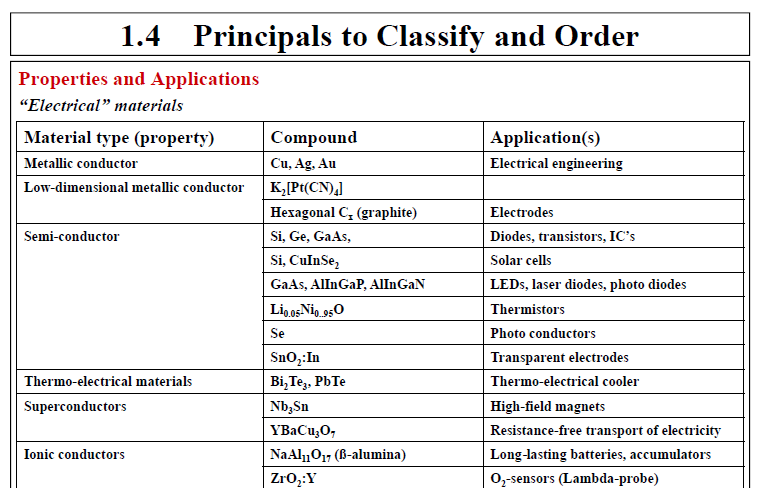 1.4 Principals to Classify and Order
Properties and Applications
“Electrical” materials
Material type (property) Compound Application(s)
Metallic conductor Cu, Ag, Au Electrical engineering
Low-dimensional metallic conductor K₂[Pt(CN)₄]
Hexagonal Cₓ (graphite) Electrodes
Semi-conductor Si, Ge, GaAs, Diodes, transistors, IC’s
Si, CuInSe₂ Solar cells
GaAs, AlInGaP, AlInGaN LEDs, laser diodes, photo diodes
Li₀.₀₅Ni₀..₉₅O Thermistors
Se Photo conductors
SnO₂:In Transparent electrodes
Thermo-electrical materials Bi₂Te₃, PbTe Thermo-electrical cooler
Superconductors Nb₃Sn High-field magnets
YBaCu₃O₇ Resistance-free transport of electricity
Ionic conductors NaAl₁₁O₁₇ (ß-alumina) Long-lasting batteries, accumulators
ZrO₂:Y O₂-sensors (Lambda-probe)